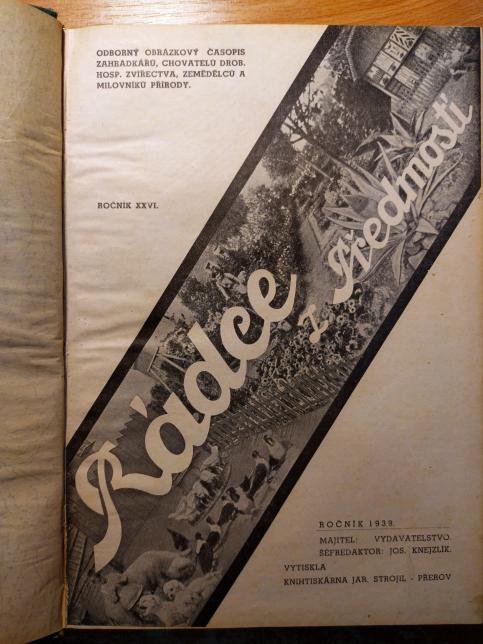 ODBORNÝ OBRÁZKOVÝ ČASOPIS
ZAHRÁDKÁŘŮ, CHOVATELŮ DROB.
HOSP. ZVÍŘECTVA, ZEMĚDĚLCŮ A
MILOVNÍKŮ PŘÍRODY.
ROČNÍK XXVI.
Rádce
z Předmostí
ROČNÍK 1939.
MAJITEL: VYDAVATELSTVO.
ŠÉFREDAKTOR: JOS. KNEJZLÍK.
VYTISKLA
KNIHTISKÁRNA JAR. STROJIL - PŘEROV